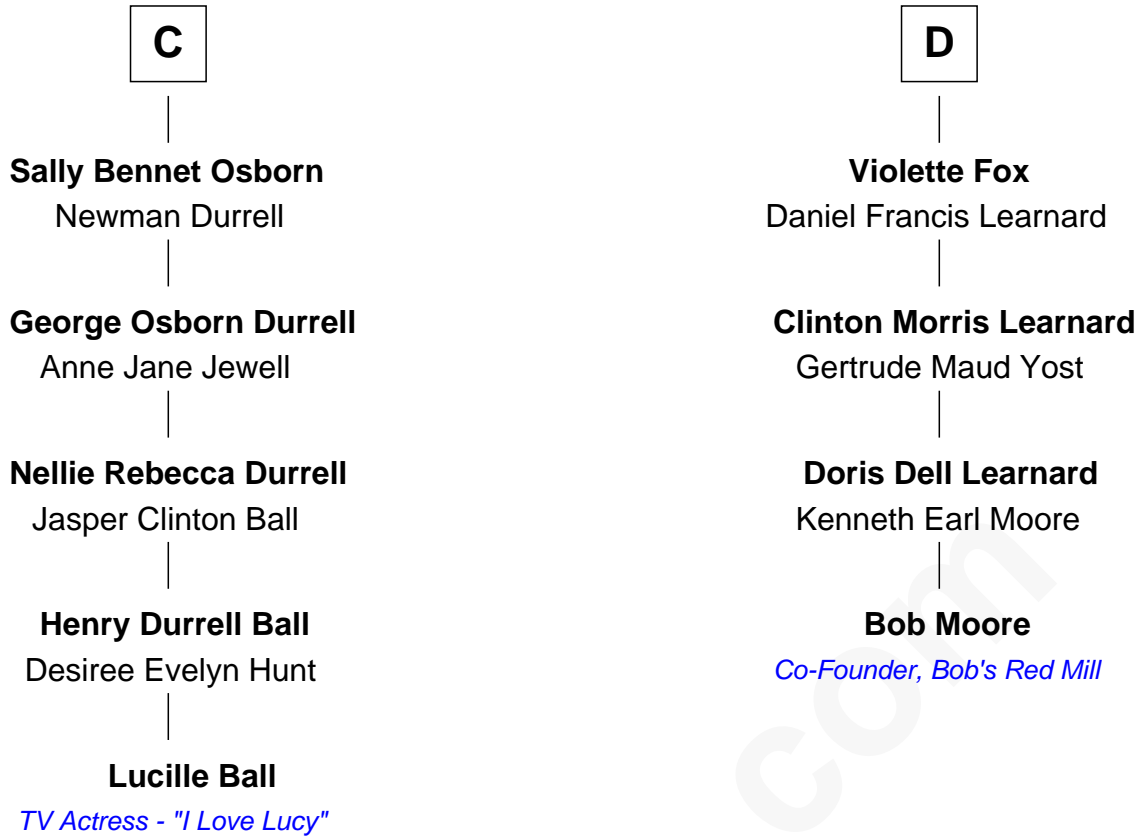 C
Sally Bennet Osborn
Newman Durrell
George Osborn Durrell
Anne Jane Jewell
Nellie Rebecca Durrell
Jasper Clinton Ball
Henry Durrell Ball
Desiree Evelyn Hunt
Lucille Ball
TV Actress - "I Love Lucy"
D
Violette Fox
Daniel Francis Learnard
Clinton Morris Learnard
Gertrude Maud Yost
Doris Dell Learnard
Kenneth Earl Moore
Bob Moore
Co-Founder, Bob's Red Mill
com